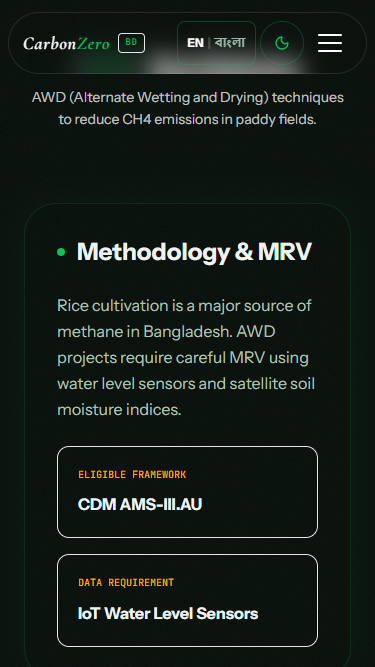 CarbonZero BD EN | বাংলা
AWD (Alternate Wetting and Drying) techniques
to reduce CH4 emissions in paddy fields.
Methodology & MRV
Rice cultivation is a major source of
methane in Bangladesh. AWD
projects require careful MRV using
water level sensors and satellite soil
moisture indices.
ELIGIBLE FRAMEWORK
CDM AMS-III.AU
DATA REQUIREMENT
IoT Water Level Sensors